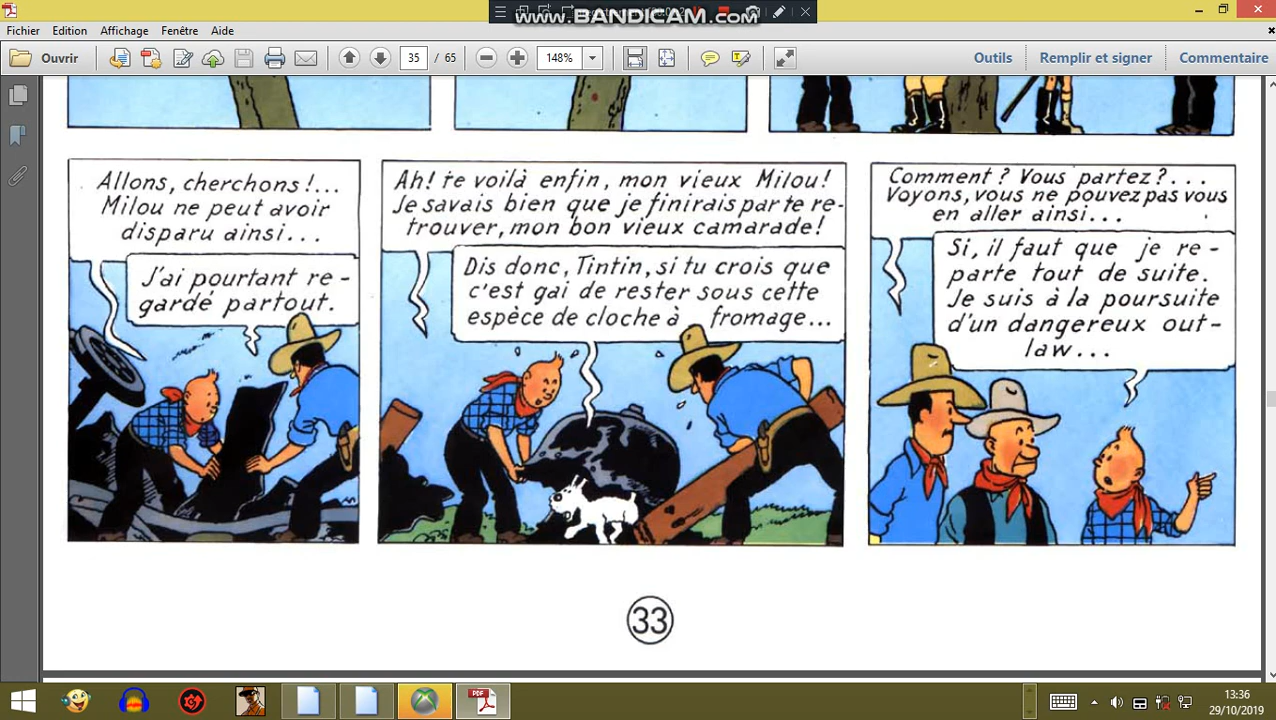 www.BANDICAM.com
Fichier Edition Affichage Fenêtre Aide
Ouvrir 35 / 65 148% Outils Remplir et signer Commentaire
Allons, cherchons !...
Milou ne peut avoir
disparu ainsi...
J'ai pourtant re-
gardé partout.
Ah! te voilà enfin, mon vieux Milou!
Je savais bien que je finirais par te re-
trouver, mon bon vieux camarade!
Dis donc, Tintin, si tu crois que
c'est gai de rester sous cette
espèce de cloche à fromage...
Comment? Vous partez?...
Voyons, vous ne pouvez pas vous
en aller ainsi...
Si, il faut que je re-
parte tout de suite.
Je suis à la poursuite
d'un dangereux out-
law...
33
PDF
13:36
29/10/2019